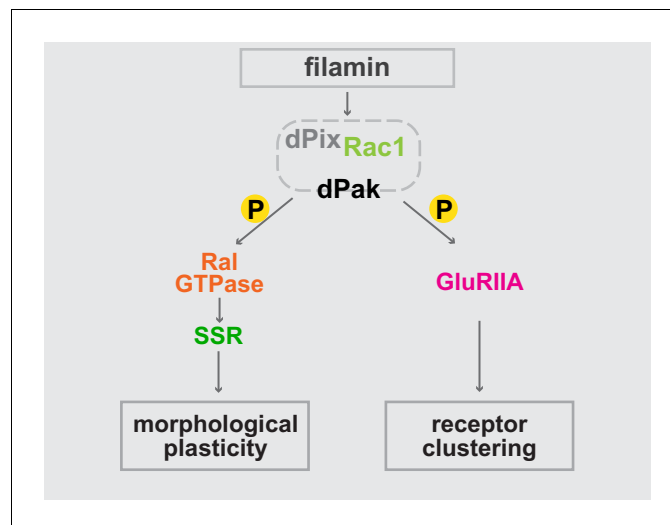 filamin
dPix Rac1
dPak
P P
Ral
GTPase
GluRIIA
SSR
morphological
plasticity
receptor
clustering